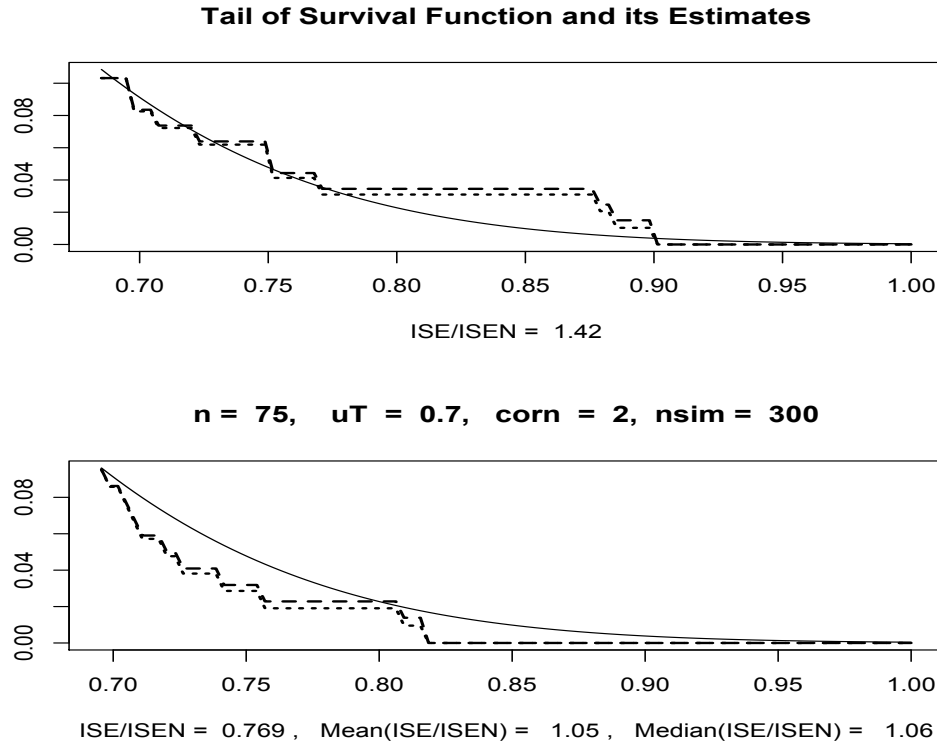 Tail of Survival Function and its Estimates
0.08
0.04
0.00
0.70 0.75 0.80 0.85 0.90 0.95 1.00
ISE/ISEN = 1.42
n = 75, uT = 0.7, corn = 2, nsim = 300
0.08
0.04
0.00
0.70 0.75 0.80 0.85 0.90 0.95 1.00
ISE/ISEN = 0.769 , Mean(ISE/ISEN) = 1.05 , Median(ISE/ISEN) = 1.06